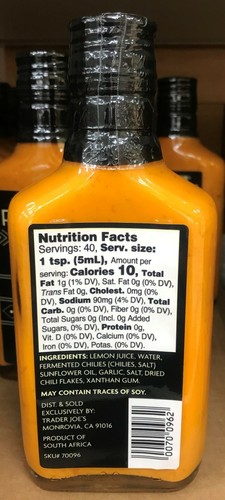 Nutrition Facts
Servings: 40, Serv. size:
1 tsp. (5mL), Amount per
serving: Calories 10, Total
Fat 1g (1% DV), Sat. Fat 0g (0% DV),
Trans Fat 0g, Cholest. 0mg (0%
DV), Sodium 90mg (4% DV), Total
Carb. 0g (0% DV), Fiber 0g (0% DV),
Total Sugars 0g (Incl. 0g Added
Sugars, 0% DV), Protein 0g,
Vit. D (0% DV), Calcium (0% DV),
Iron (0% DV), Potas. (0% DV).
INGREDIENTS: LEMON JUICE, WATER,
FERMENTED CHILIES (CHILIES, SALT)
SUNFLOWER OIL, GARLIC, SALT, DRIED
CHILI FLAKES, XANTHAN GUM.
MAY CONTAIN TRACES OF SOY.
DIST. & SOLD
EXCLUSIVELY BY:
TRADER JOE'S
MONROVIA, CA 91016
PRODUCT OF
SOUTH AFRICA
SKU# 70096
0070 0962